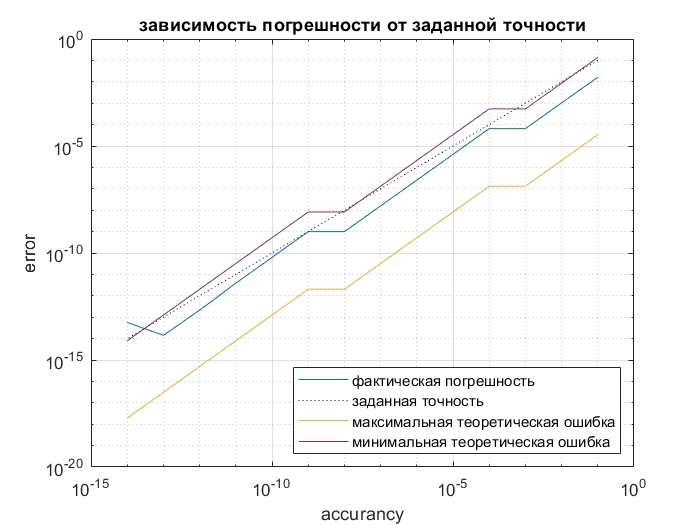 зависимость погрешности от заданной точности
10^0
10^-5
10^-10
10^-15
10^-20
error
фактическая погрешность
заданная точность
максимальная теоретическая ошибка
минимальная теоретическая ошибка
10^-15
10^-10
10^-5
10^0
accurancy